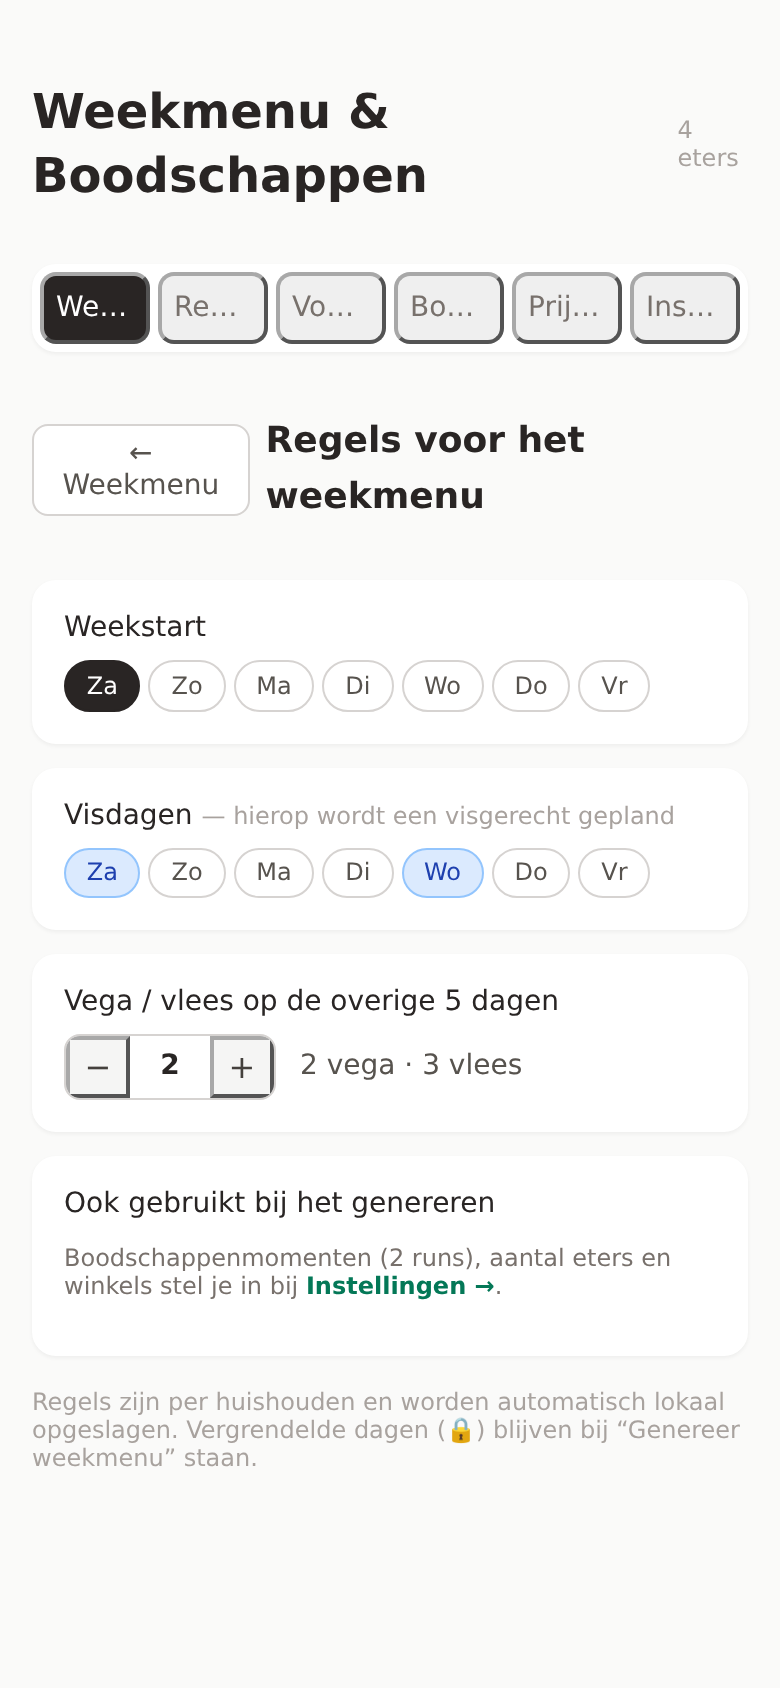 Weekmenu &
Boodschappen
4
eters
We…
Re…
Vo…
Bo…
Prij…
Ins…
←
Weekmenu
Regels voor het
weekmenu
Weekstart
Za Zo Ma Di Wo Do Vr
Visdagen — hierop wordt een visgerecht gepland
Za Zo Ma Di Wo Do Vr
Vega / vlees op de overige 5 dagen
− 2 + 2 vega · 3 vlees
Ook gebruikt bij het genereren
Boodschappenmomenten (2 runs), aantal eters en
winkels stel je in bij Instellingen →.
Regels zijn per huishouden en worden automatisch lokaal
opgeslagen. Vergrendelde dagen (🔒) blijven bij “Genereer
weekmenu” staan.